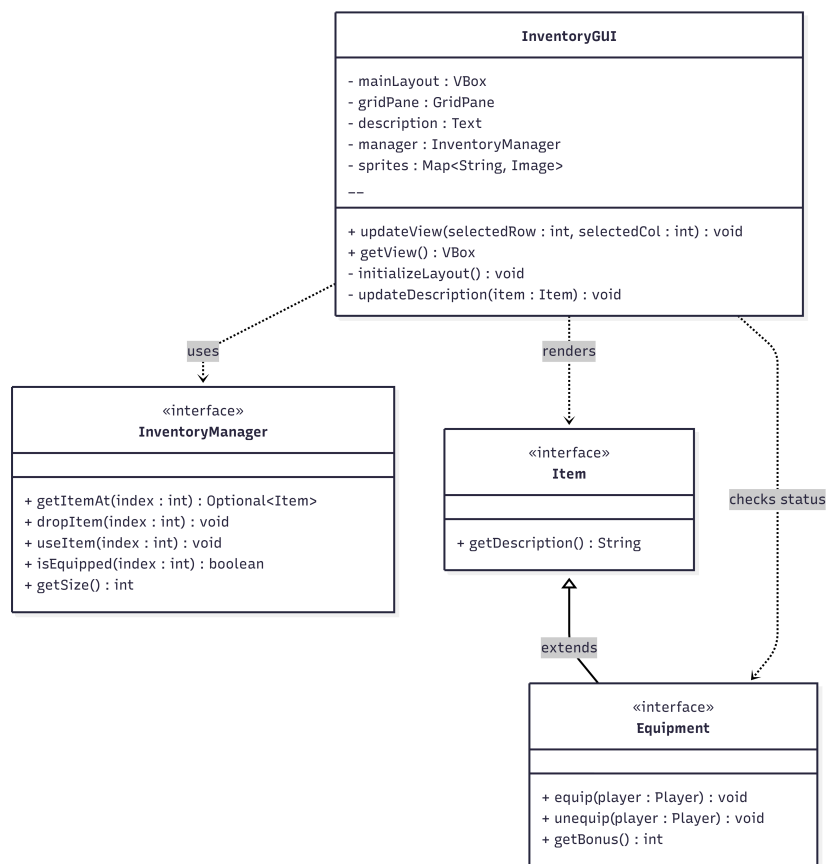 InventoryGUI
- mainLayout : VBox
- gridPane : GridPane
- description : Text
- manager : InventoryManager
- sprites : Map<String, Image>
__
+ updateView(selectedRow : int, selectedCol : int) : void
+ getView() : VBox
- initializeLayout() : void
- updateDescription(item : Item) : void
uses
renders
«interface»
InventoryManager
+ getItemAt(index : int) : Optional<Item>
+ dropItem(index : int) : void
+ useItem(index : int) : void
+ isEquipped(index : int) : boolean
+ getSize() : int
«interface»
Item
+ getDescription() : String
checks status
extends
«interface»
Equipment
+ equip(player : Player) : void
+ unequip(player : Player) : void
+ getBonus() : int